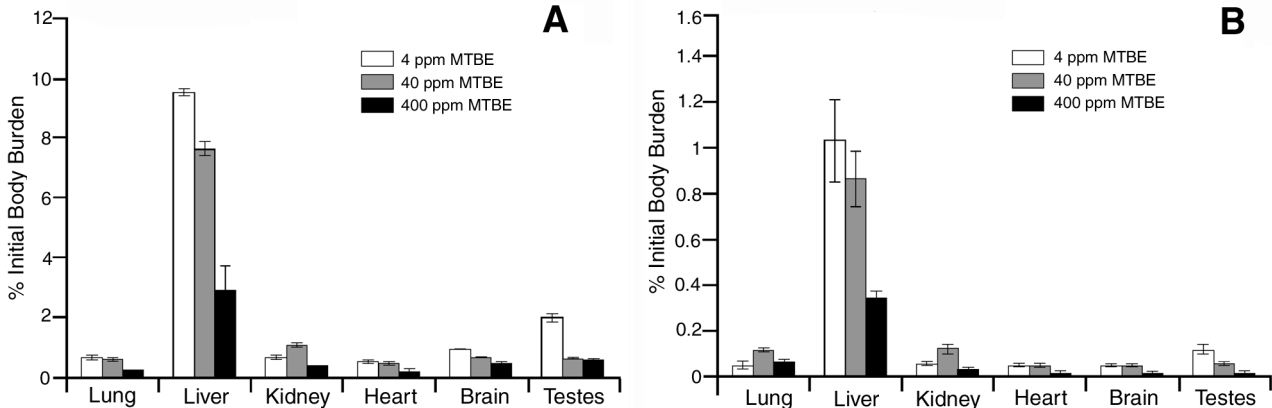 A
% Initial Body Burden
12
10
8
6
4
2
0
4 ppm MTBE
40 ppm MTBE
400 ppm MTBE
Lung Liver Kidney Heart Brain Testes
B
% Initial Body Burden
1.6
1.4
1.2
1
0.8
0.6
0.4
0.2
0
4 ppm MTBE
40 ppm MTBE
400 ppm MTBE
Lung Liver Kidney Heart Brain Testes